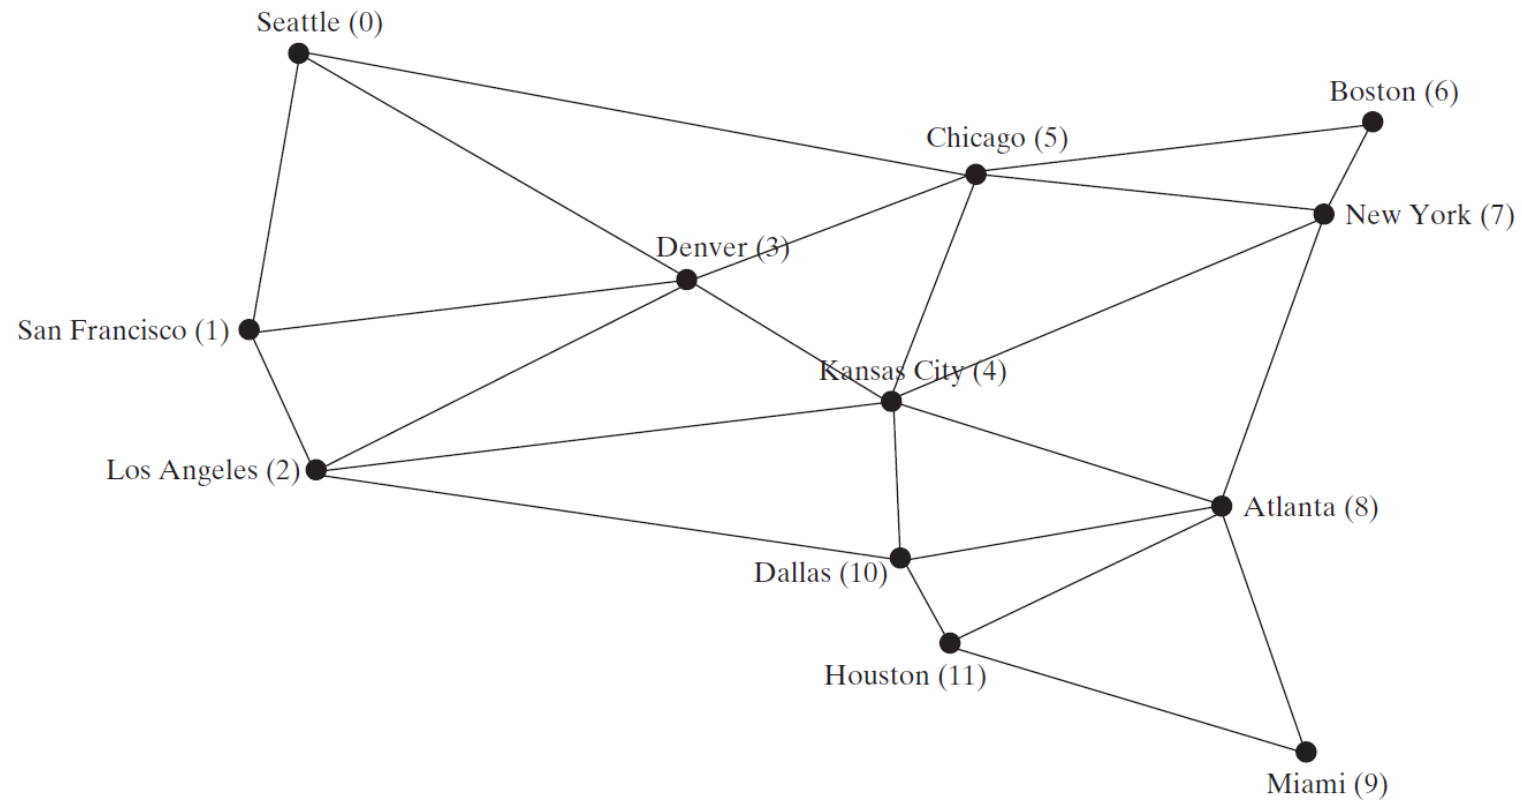 Seattle (0)
Boston (6)
Chicago (5)
New York (7)
Denver (3)
San Francisco (1)
Kansas City (4)
Los Angeles (2)
Atlanta (8)
Dallas (10)
Houston (11)
Miami (9)